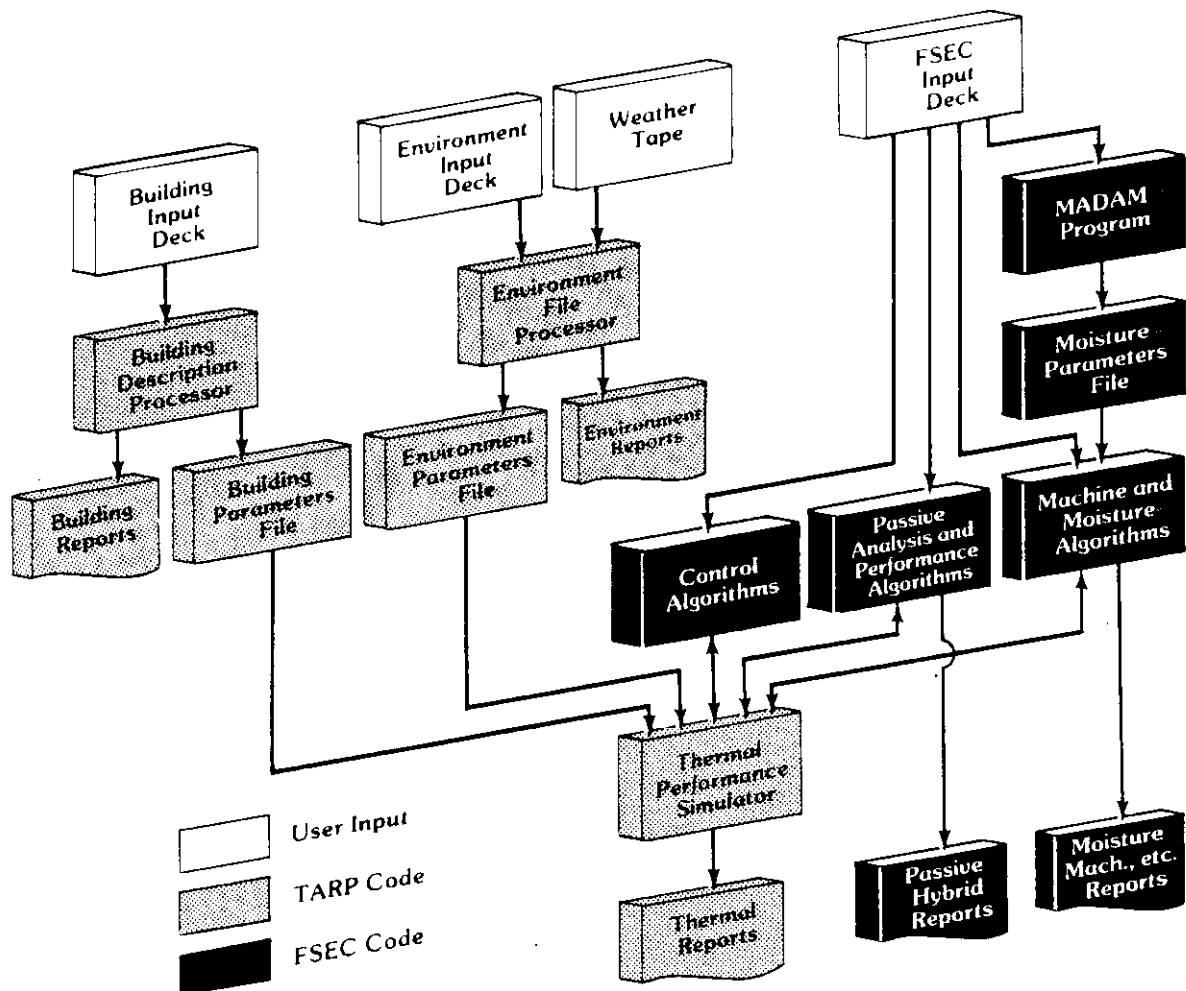 FSEC
Input
Deck
Weather
Tape
Environment
Input
Deck
Building
Input
Deck
MADAM
Program
Environment
File
Processor
Building
Description
Processor
Moisture
Parameters
File
Environment
Reports
Environment
Parameters
File
Building
Parameters
File
Building
Reports
Machine and
Moisture
Algorithms
Passive
Analysis and
Performance
Algorithms
Control
Algorithms
Thermal
Performance
Simulator
User Input
TARP Code
FSEC Code
Thermal
Reports
Passive
Hybrid
Reports
Moisture
Mach., etc.
Reports